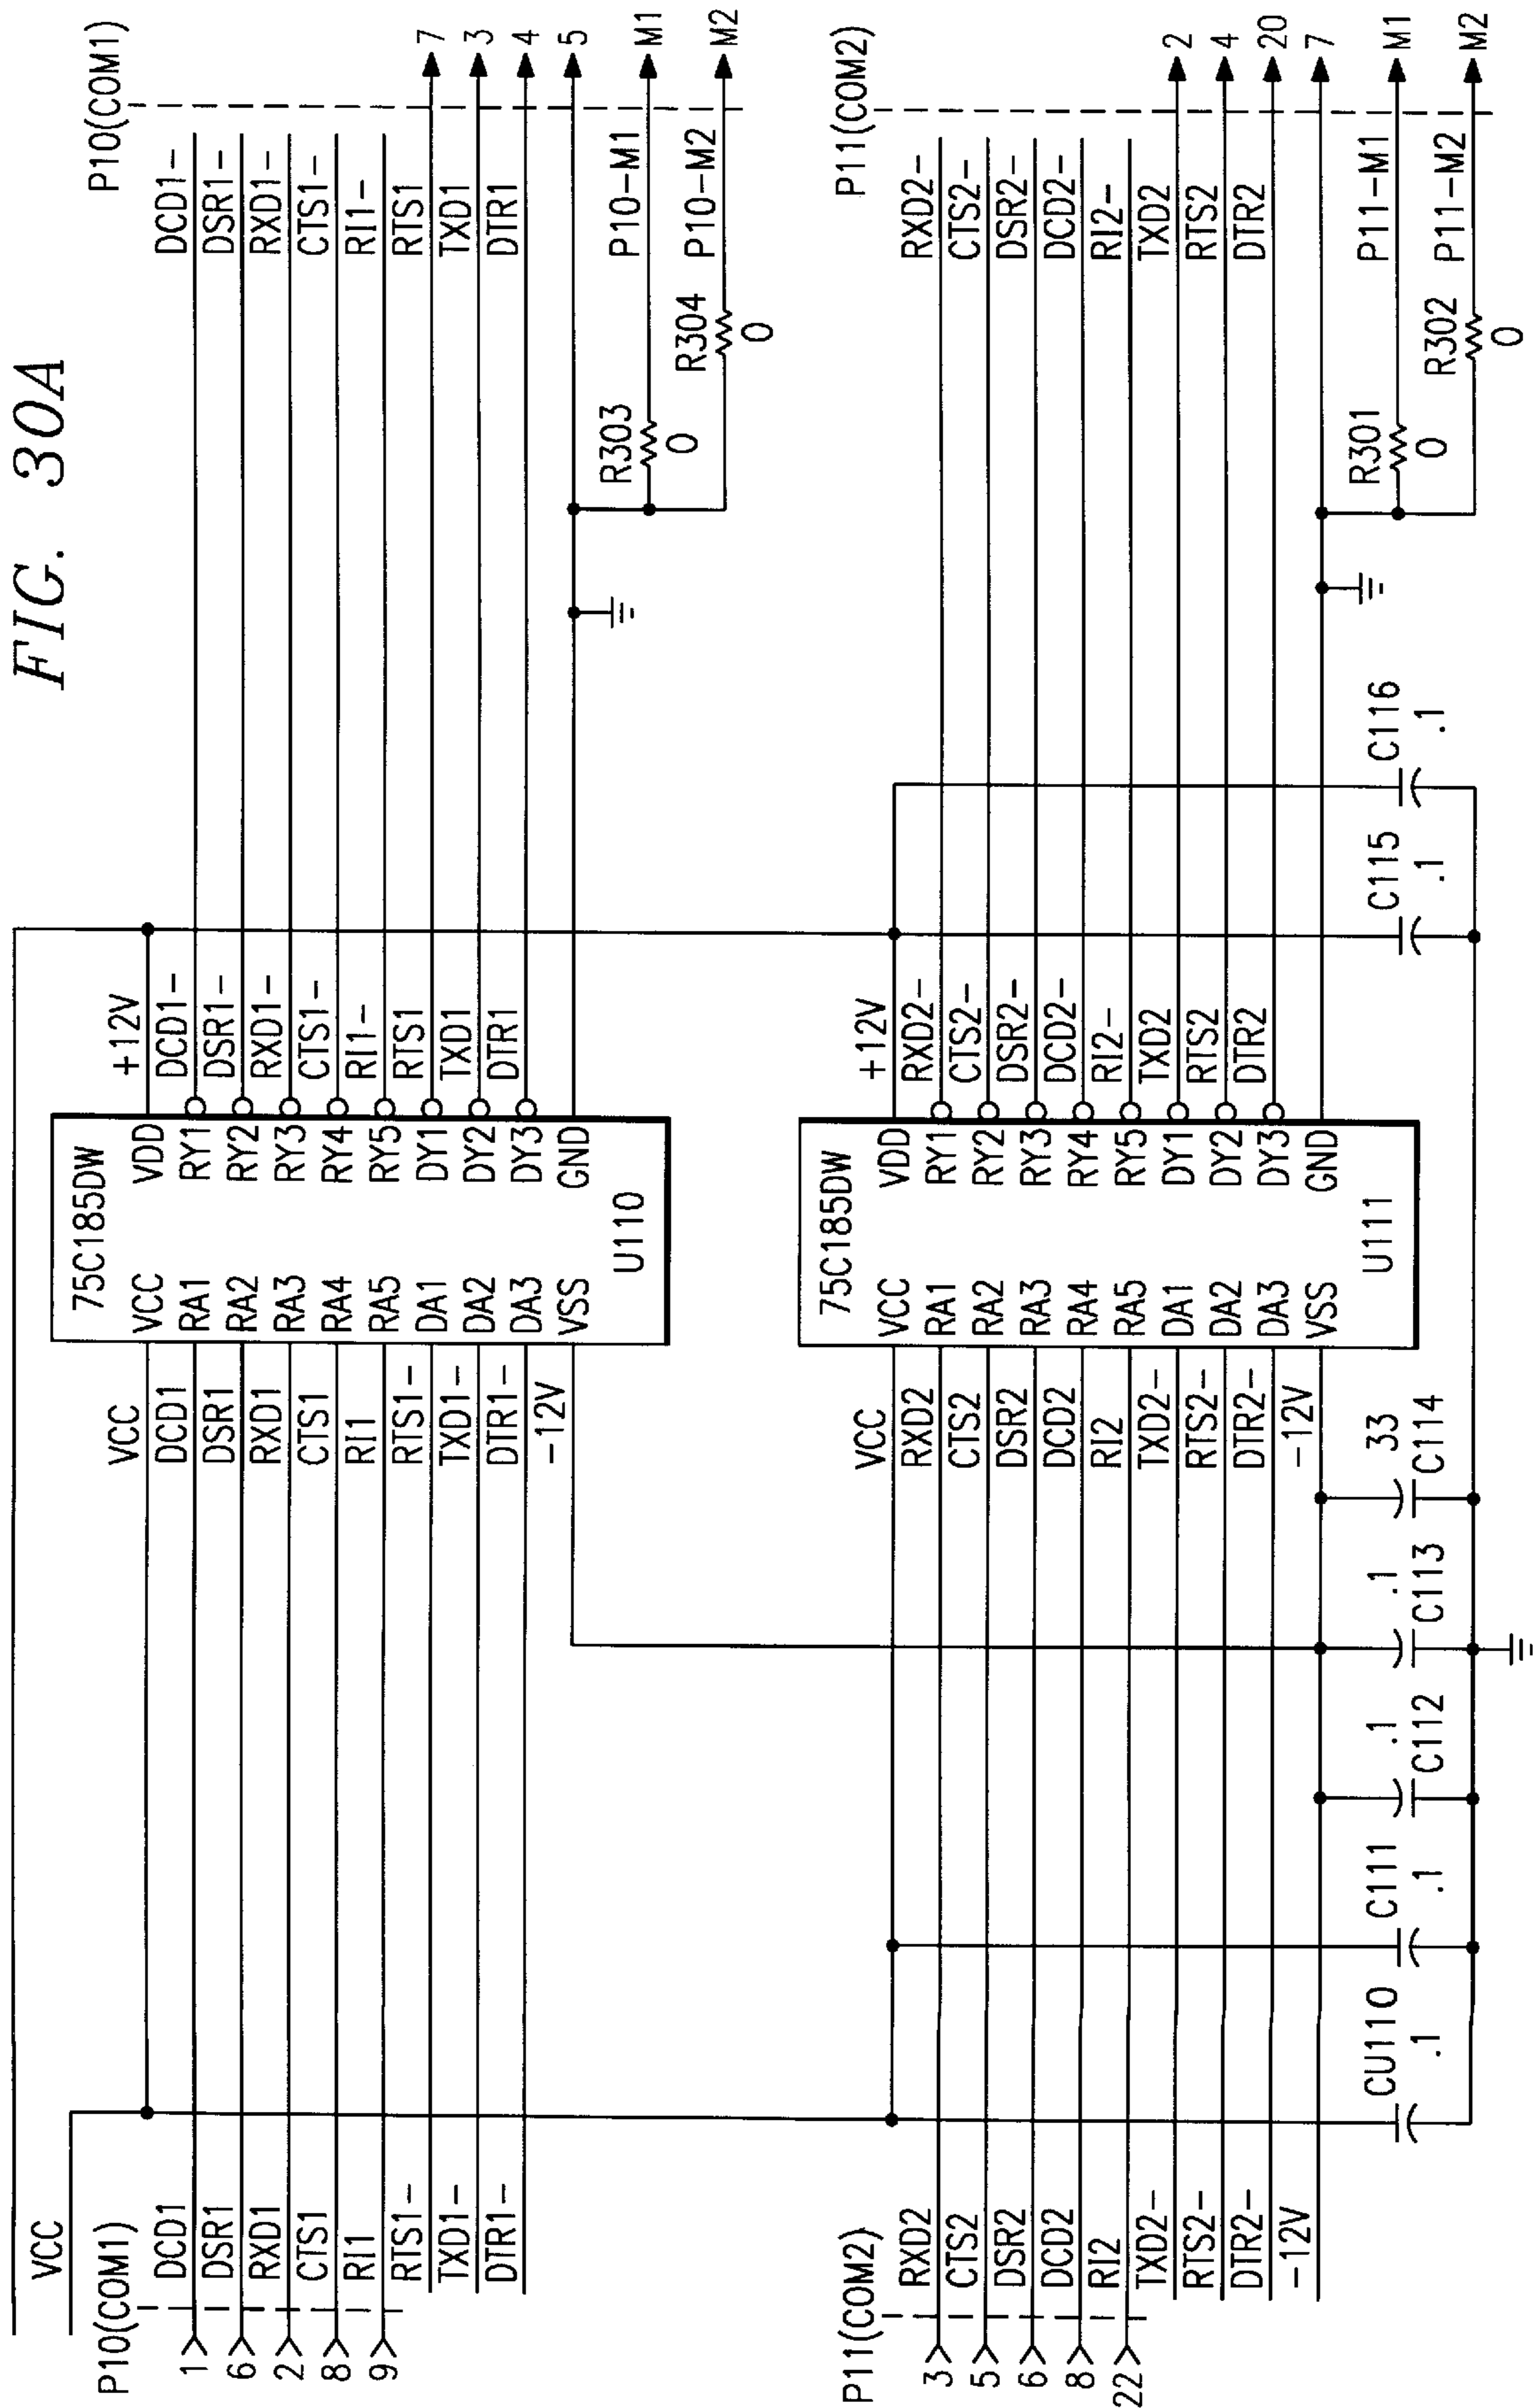 FIG. 30A
VCC
P10(COM1)
1
6
2
8
9
DCD1
DSR1
RXD1
CTS1
RI1
RTS1-
TXD1-
DTR1-
VCC
DCD1
DSR1
RXD1
CTS1
RI1
RTS1-
TXD1-
DTR1-
-12V
75C185DW
VCC VDD
RA1 RY1
RA2 RY2
RA3 RY3
RA4 RY4
RA5 RY5
DA1 DY1
DA2 DY2
DA3 DY3
VSS GND
U110
+12V
DCD1-
DSR1-
RXD1-
CTS1-
RI1-
RTS1
TXD1
DTR1
P10(COM1)
DCD1-
DSR1-
RXD1-
CTS1-
RI1-
RTS1 7
TXD1 3
DTR1 4
5
R303
0
P10-M1 M1
R304
0
P10-M2 M2
P11(COM2)
3
5
6
8
22
RXD2
CTS2
DSR2
DCD2
RI2
TXD2-
RTS2-
DTR2-
-12V
VCC
RXD2
CTS2
DSR2
DCD2
RI2
TXD2-
RTS2-
DTR2-
-12V
75C185DW
VCC VDD
RA1 RY1
RA2 RY2
RA3 RY3
RA4 RY4
RA5 RY5
DA1 DY1
DA2 DY2
DA3 DY3
VSS GND
U111
+12V
RXD2-
CTS2-
DSR2-
DCD2-
RI2-
TXD2
RTS2
DTR2
P11(COM2)
RXD2-
CTS2-
DSR2-
DCD2-
RI2-
TXD2 2
RTS2 4
DTR2 20
7
R301
0
P11-M1 M1
R302
0
P11-M2 M2
CU110
.1
C111
.1
.1
C112
.1
C113
33
C114
C115
.1
C116
.1